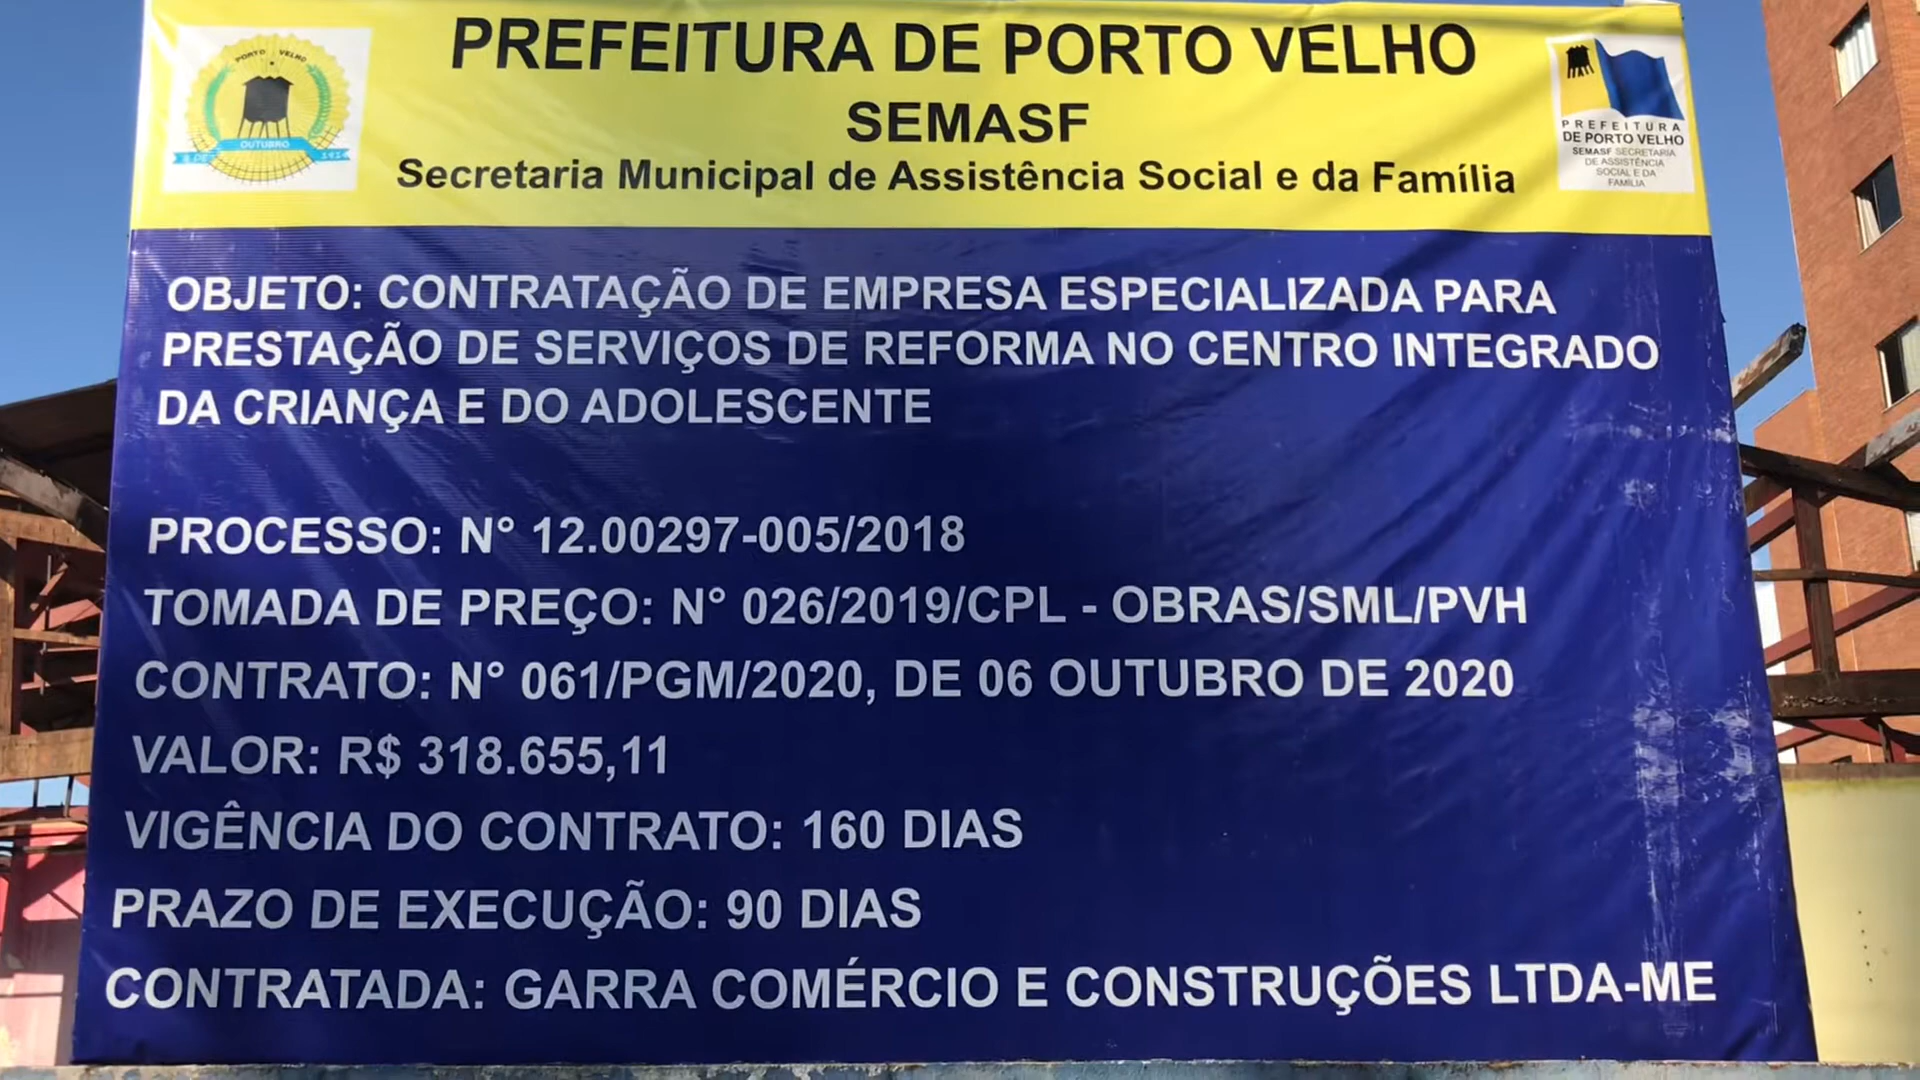 PREFEITURA DE PORTO VELHO
SEMASF
Secretaria Municipal de Assistência Social e da Família
PORTO VELHO
OUTUBRO
PREFEITURA
DE PORTO VELHO
SEMASF SECRETARIA
DE ASSISTÊNCIA
SOCIAL E DA
FAMILIA
OBJETO: CONTRATAÇÃO DE EMPRESA ESPECIALIZADA PARA
PRESTAÇÃO DE SERVIÇOS DE REFORMA NO CENTRO INTEGRADO
DA CRIANÇA E DO ADOLESCENTE
PROCESSO: N° 12.00297-005/2018
TOMADA DE PREÇO: N° 026/2019/CPL - OBRAS/SML/PVH
CONTRATO: N° 061/PGM/2020, DE 06 OUTUBRO DE 2020
VALOR: R$ 318.655,11
VIGÊNCIA DO CONTRATO: 160 DIAS
PRAZO DE EXECUÇÃO: 90 DIAS
CONTRATADA: GARRA COMÉRCIO E CONSTRUÇÕES LTDA-ME